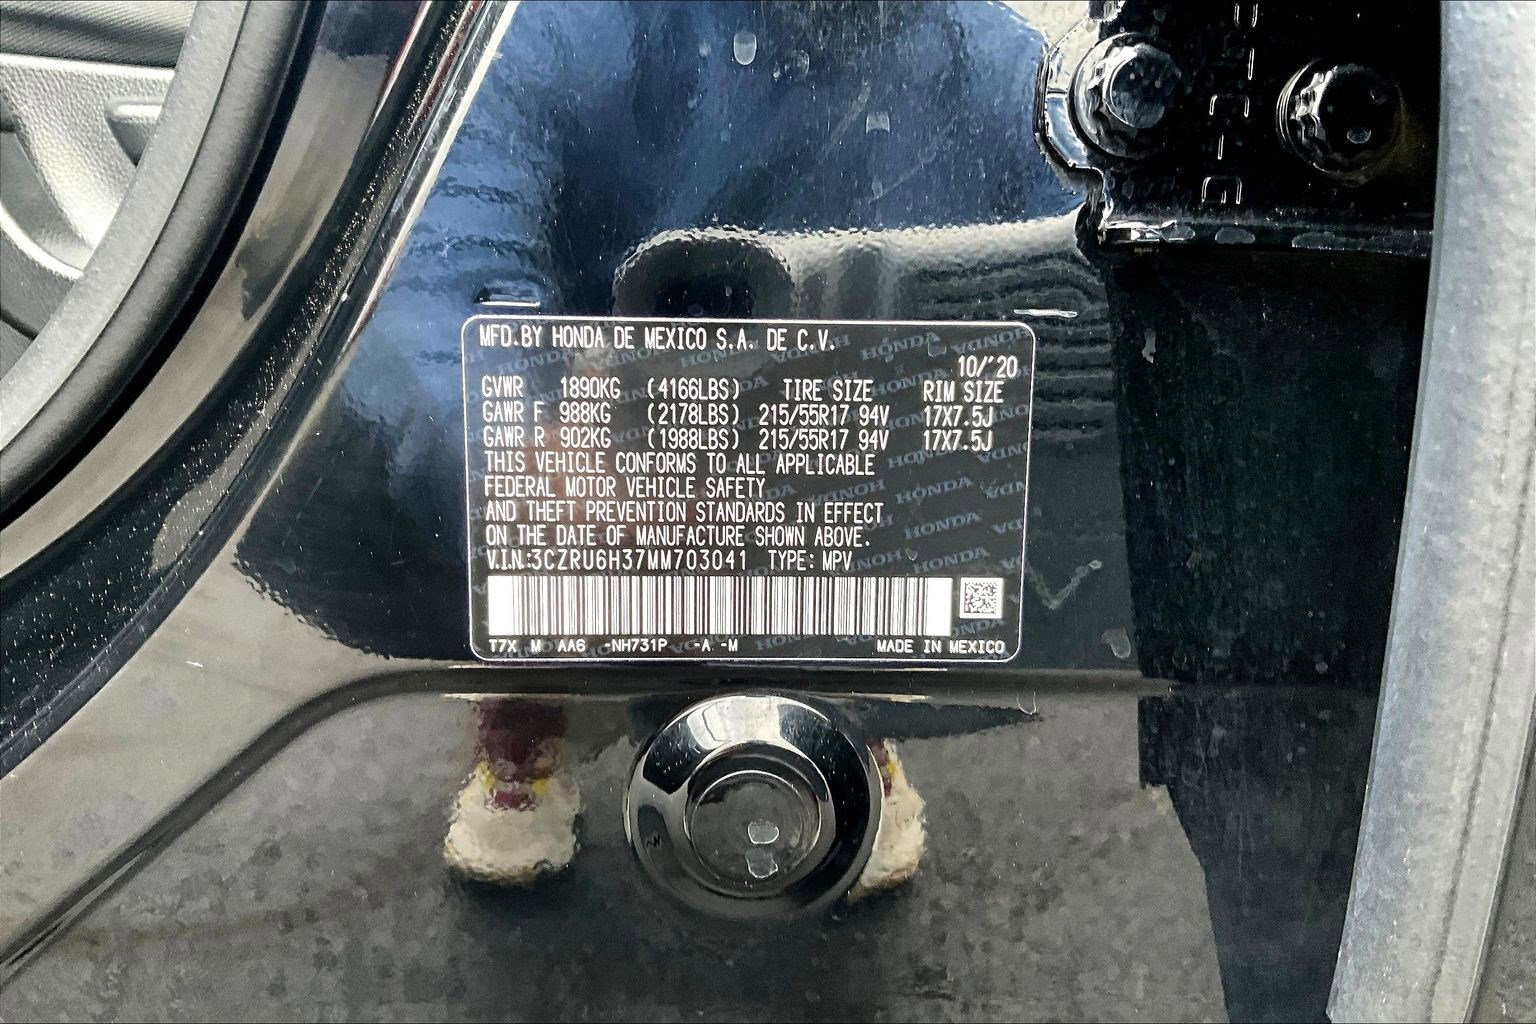 MFD.BY HONDA DE MEXICO S.A. DE C.V.
10/'20
GVWR 1890KG (4166LBS) TIRE SIZE RIM SIZE
GAWR F 988KG (2178LBS) 215/55R17 94V 17X7.5J
GAWR R 902KG (1988LBS) 215/55R17 94V 17X7.5J
THIS VEHICLE CONFORMS TO ALL APPLICABLE
FEDERAL MOTOR VEHICLE SAFETY
AND THEFT PREVENTION STANDARDS IN EFFECT
ON THE DATE OF MANUFACTURE SHOWN ABOVE.
V.I.N:3CZRU6H37MM703041 TYPE: MPV
T7X M AA6 -NH731P -A -M MADE IN MEXICO